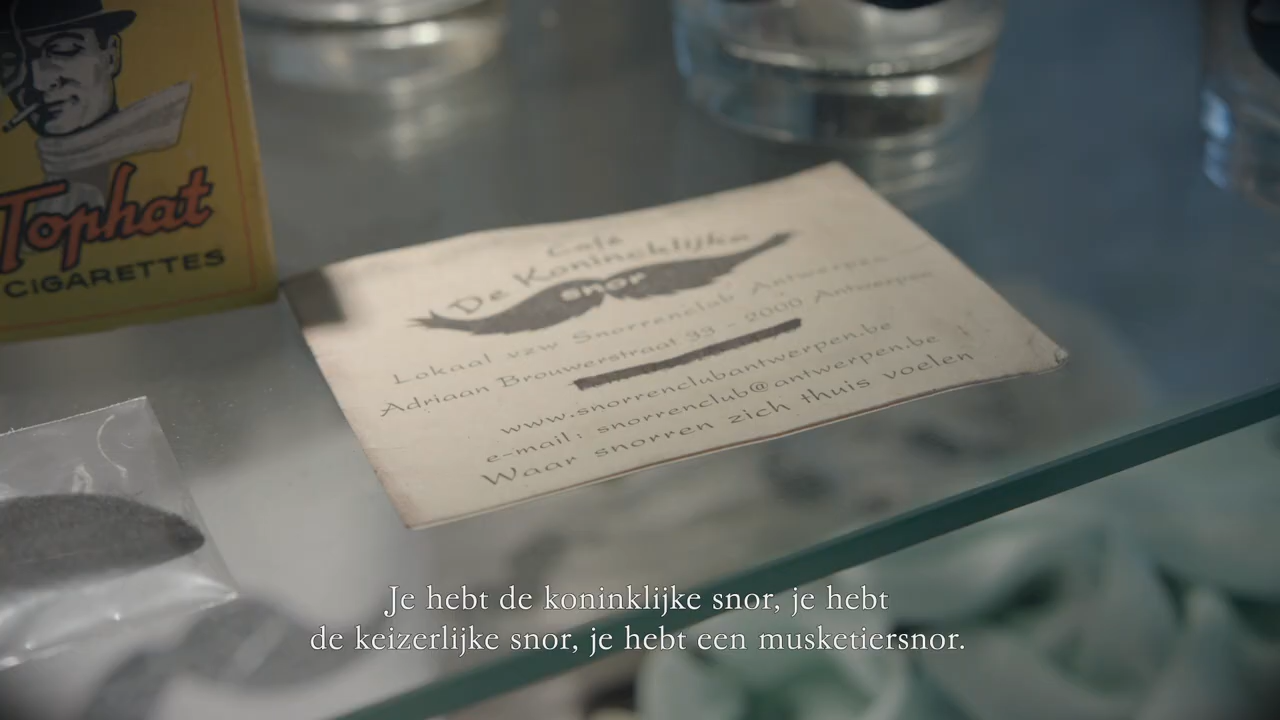 Tophat
CIGARETTES
Café
De Koninchlijke
snor
Lokaal vzw Snorrenclub Antwerpen
Adriaan Brouwerstraat 33 - 2000 Antwerpen
www.snorrenclubantwerpen.be
e-mail: snorrenclub@antwerpen.be
Waar snorren zich thuis voelen
Je hebt de koninklijke snor, je hebt
de keizerlijke snor, je hebt een musketiersnor.